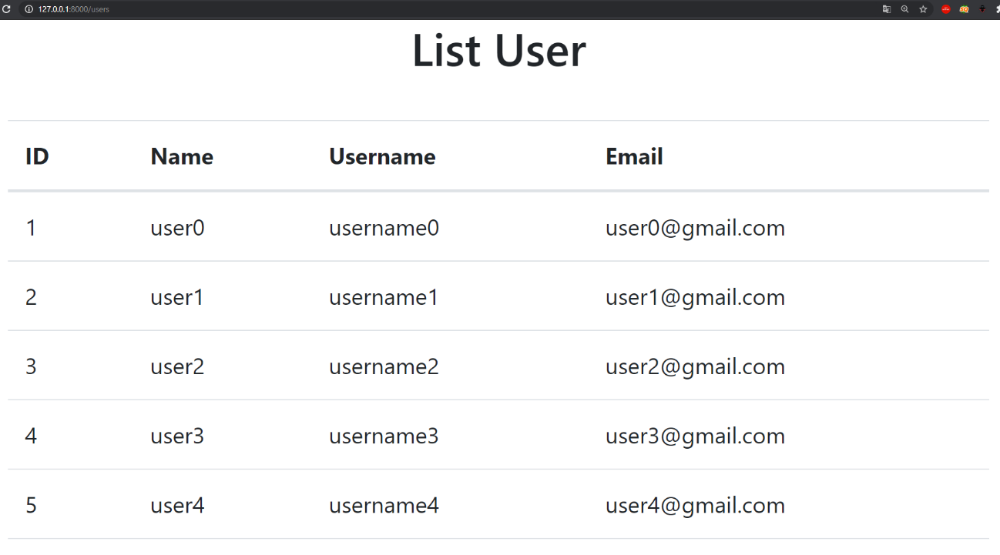 127.0.0.1:8000/users
List User
ID Name Username Email
1 user0 username0 user0@gmail.com
2 user1 username1 user1@gmail.com
3 user2 username2 user2@gmail.com
4 user3 username3 user3@gmail.com
5 user4 username4 user4@gmail.com